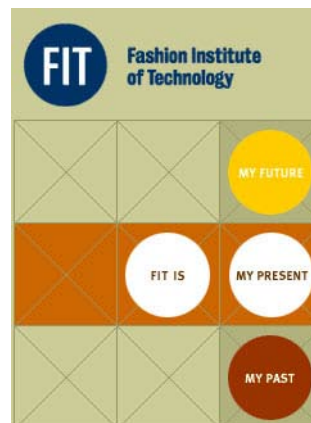 FIT
Fashion Institute
of Technology
MY FUTURE
FIT IS
MY PRESENT
MY PAST